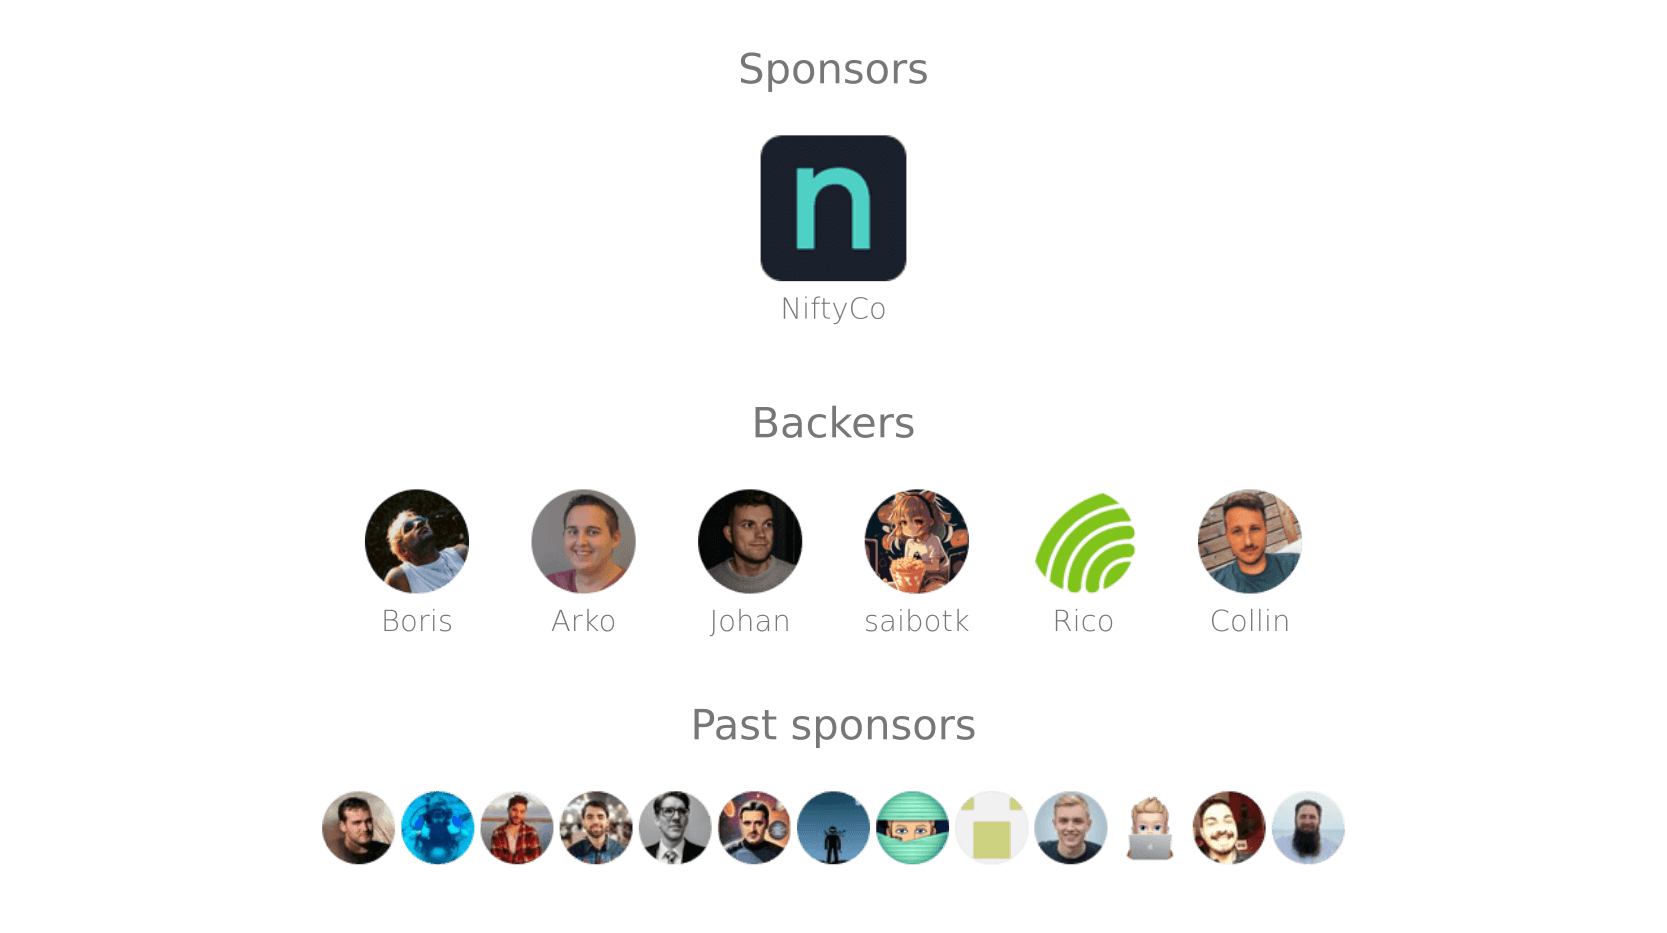 Sponsors
n
NiftyCo
Backers
Boris Arko Johan saibotk Rico Collin
Past sponsors